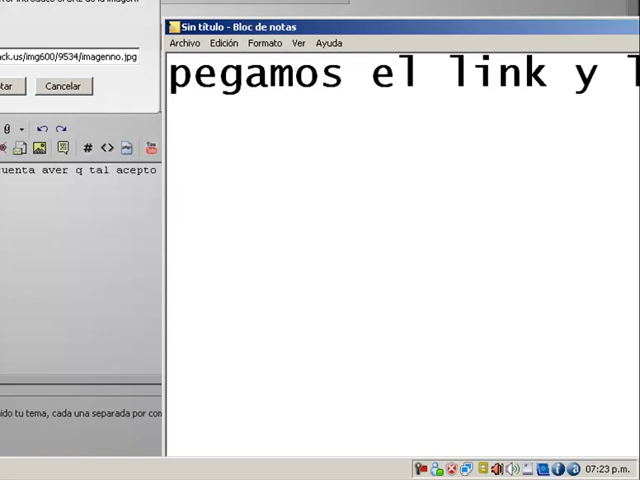 ack.us/img600/9534/imagenno.jpg
Cancelar
uenta aver q tal acepto
ido tu tema, cada una separada por con
Sin título - Bloc de notas
Archivo Edición Formato Ver Ayuda
pegamos el link y l
07:23 p.m.